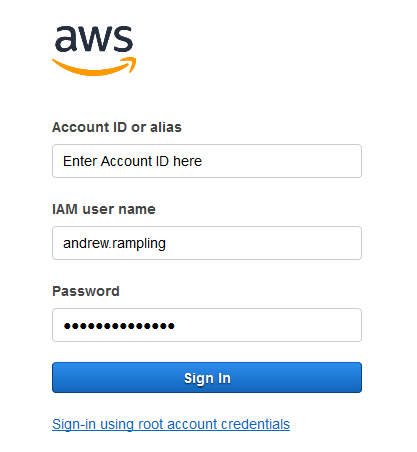 aws
Account ID or alias
Enter Account ID here
IAM user name
andrew.rampling
Password
••••••••••••••
Sign In
Sign-in using root account credentials